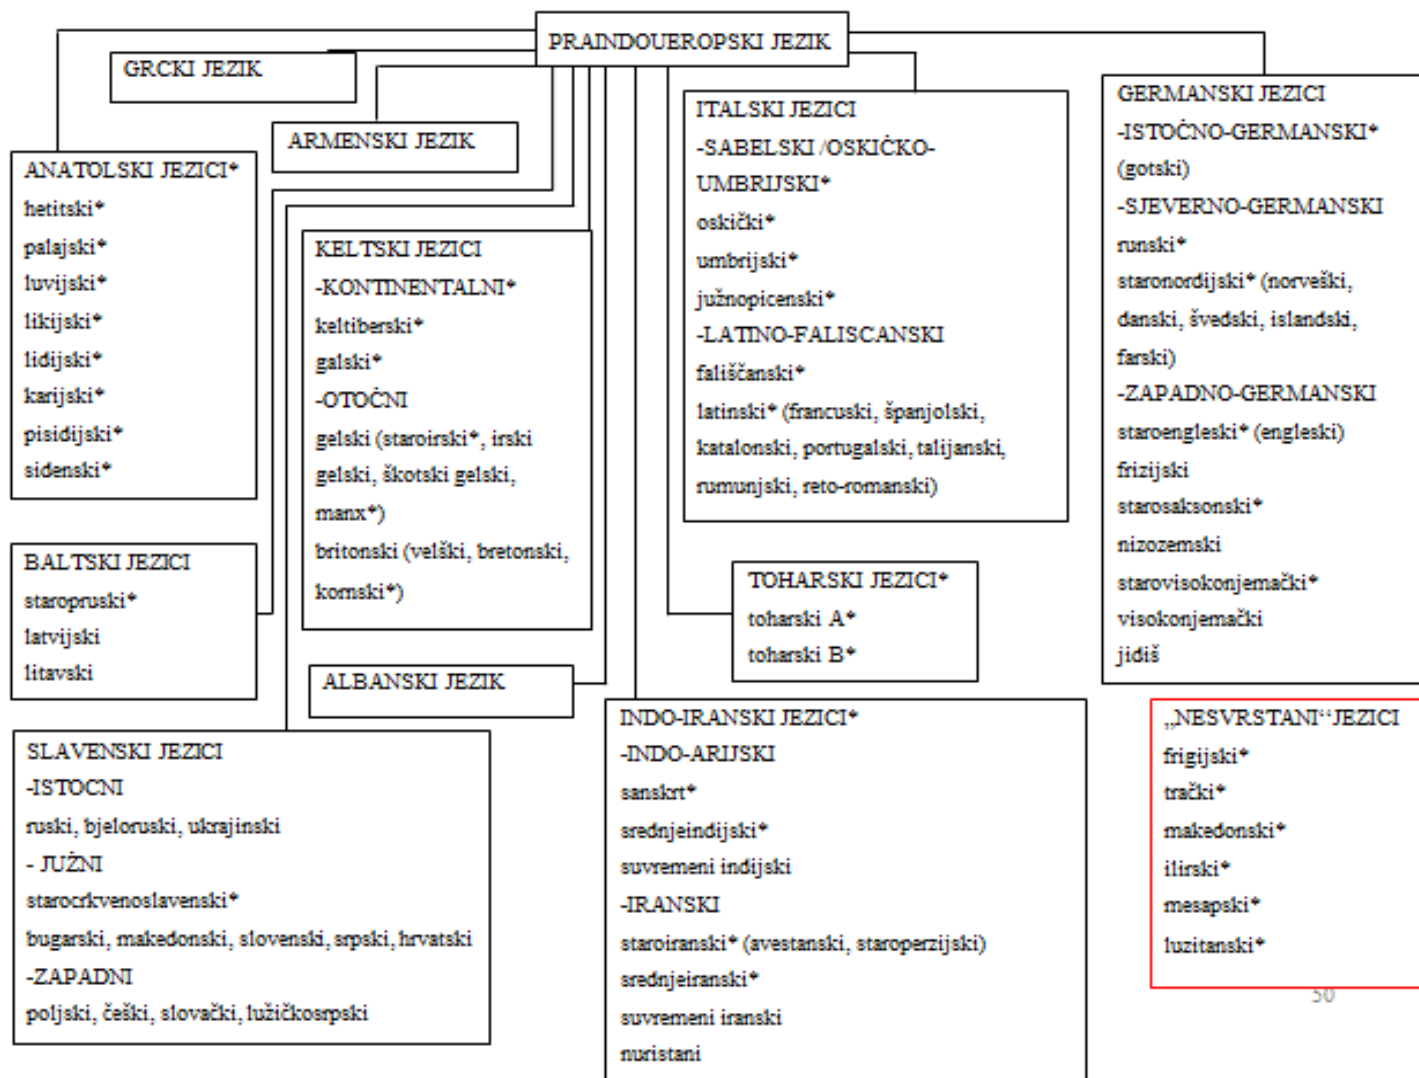 PRAINDOUEROPSKI JEZIK
GRCKI JEZIK
ARMENSKI JEZIK
ANATOLSKI JEZICI*
hetitski*
palajski*
luvijski*
likijski*
lidijski*
karijski*
pisidijski*
sidenski*
KELTSKI JEZICI
-KONTINENTALNI*
keltiberski*
galski*
-OTOČNI
gelski (staroirski*, irski
gelski, škotski gelski,
manx*)
britonski (velški, bretonski,
kornski*)
ITALSKI JEZICI
-SABELSKI /OSKIČKO-
UMBRIJSKI*
oskički*
umbrijski*
južnopicenski*
-LATINO-FALISCANSKI
fališčanski*
latinski* (francuski, španjolski,
katalonski, portugalski, talijanski,
rumunjski, reto-romanski)
GERMANSKI JEZICI
-ISTOČNO-GERMANSKI*
(gotski)
-SJEVERNO-GERMANSKI
runski*
staronordijski* (norveški,
danski, švedski, islandski,
farski)
-ZAPADNO-GERMANSKI
staroengleski* (engleski)
frizijski
starosaksonski*
nizozemski
starovisokonjemački*
visokonjemački
jidiš
BALTSKI JEZICI
staropruski*
latvijski
litavski
ALBANSKI JEZIK
TOHARSKI JEZICI*
toharski A*
toharski B*
SLAVENSKI JEZICI
-ISTOCNI
ruski, bjeloruski, ukrajinski
- JUŽNI
starocrkvenoslavenski*
bugarski, makedonski, slovenski, srpski, hrvatski
-ZAPADNI
poljski, češki, slovački, lužičkosrpski
INDO-IRANSKI JEZICI*
-INDO-ARIJSKI
sanskrt*
srednjeindijski*
suvremeni indijski
-IRANSKI
staroiranski* (avestanski, staroperzijski)
srednjeiranski*
suvremeni iranski
nuristani
„NESVRSTANI“ JEZICI
frigijski*
trački*
makedonski*
ilirski*
mesapski*
luzitanski*
50